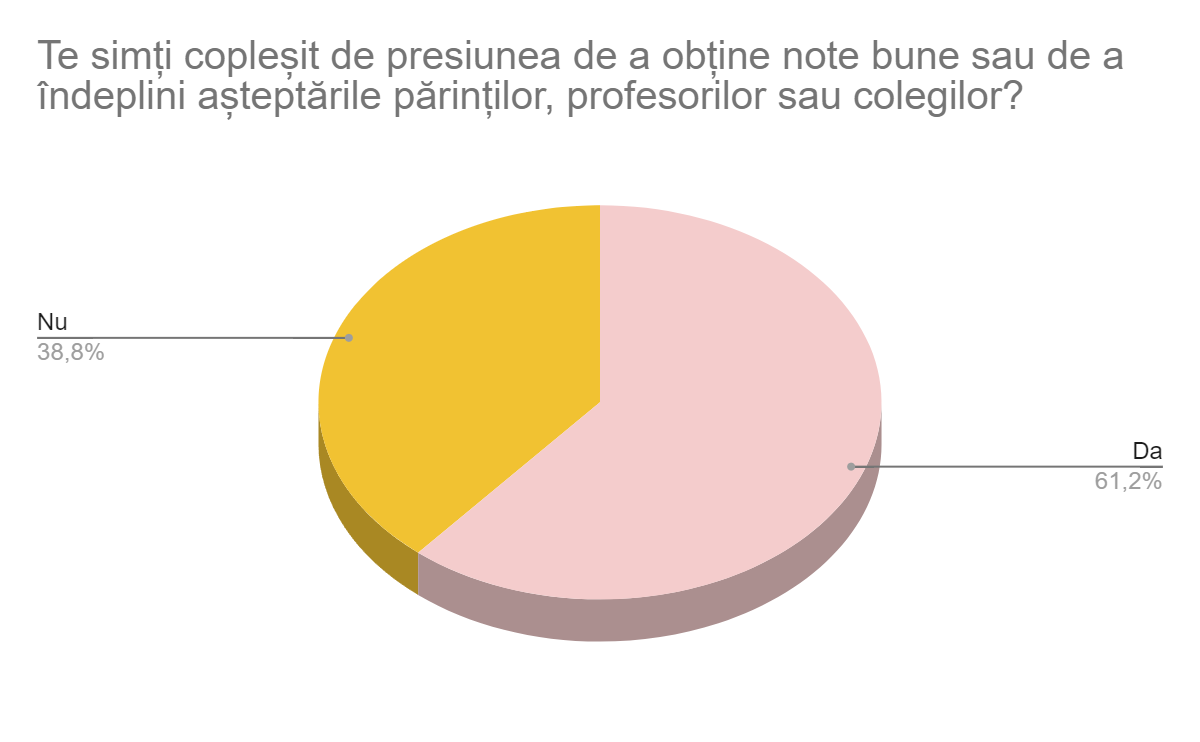 Te simți copleșit de presiunea de a obține note bune sau de a
îndeplini așteptările părinților, profesorilor sau colegilor?
Nu
38,8%
Da
61,2%